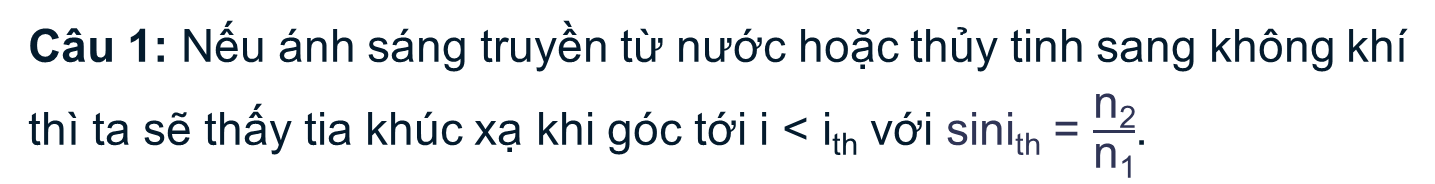 Câu 1: Nếu ánh sáng truyền từ nước hoặc thủy tinh sang không khí
thì ta sẽ thấy tia khúc xạ khi góc tới i < i_th với sini_th = n_2/n_1.